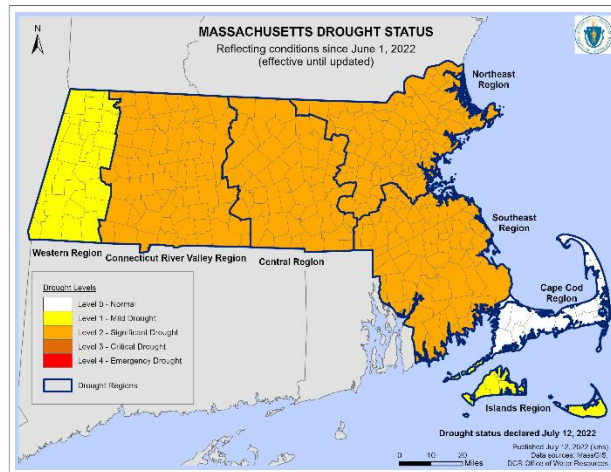 MASSACHUSETTS DROUGHT STATUS
Reflecting conditions since June 1, 2022
(effective until updated)
N
Northeast
Region
Southeast
Region
Cape Cod
Region
Western Region
Connecticut River Valley Region
Central Region
Drought Levels
Level 0 - Normal
Level 1 - Mild Drought
Level 2 - Significant Drought
Level 3 - Critical Drought
Level 4 - Emergency Drought
Drought Regions
Islands Region
Drought status declared July 12, 2022
Published July 12, 2022 (kms)
Data sources: MassGIS,
DCR Office of Water Resources
0 10 20
Miles